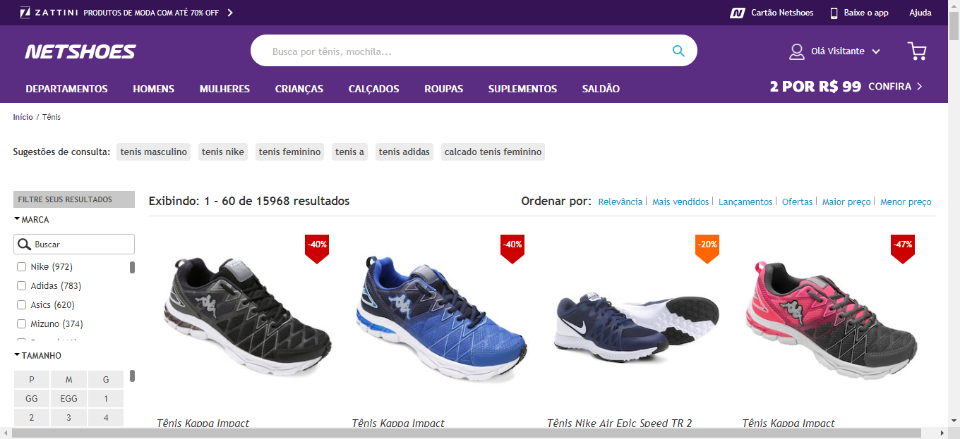 ZATTINI PRODUTOS DE MODA COM ATÉ 70% OFF
Cartão Netshoes
Baixe o app
Ajuda
NETSHOES
Busca por tênis, mochila...
Olá Visitante
DEPARTAMENTOS HOMENS MULHERES CRIANÇAS CALÇADOS ROUPAS SUPLEMENTOS SALDÃO
2 POR R$ 99 CONFIRA
Início / Tênis
Sugestões de consulta: tenis masculino tenis nike tenis feminino tenis a tenis adidas calcado tenis feminino
FILTRE SEUS RESULTADOS
Exibindo: 1 - 60 de 15968 resultados
Ordenar por: Relevância | Mais vendidos | Lançamentos | Ofertas | Maior preço | Menor preço
MARCA
Buscar
Nike (972)
Adidas (783)
Asics (620)
Mizuno (374)
TAMANHO
P M G
GG EGG 1
2 3 4
-40%
-40%
-20%
-47%
Tênis Kappa Impact
Tênis Kappa Impact
Tênis Nike Air Epic Speed TR 2
Tênis Kappa Impact